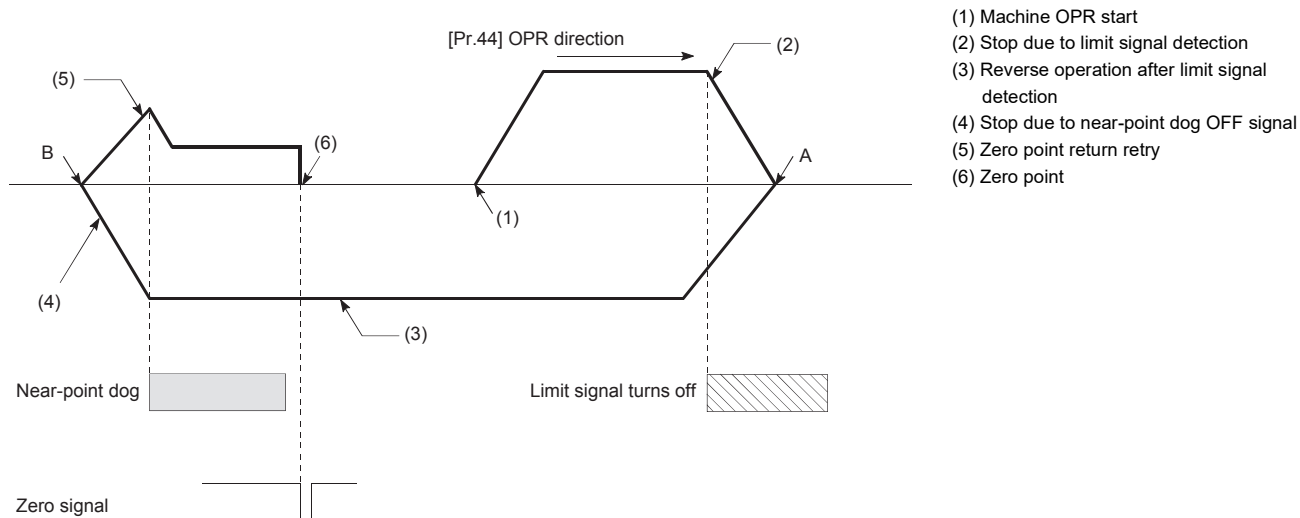 [Pr.44] OPR direction
(2)
(5)
B
(6)
A
(1)
(4)
(3)
Near-point dog
Limit signal turns off
Zero signal
(1) Machine OPR start
(2) Stop due to limit signal detection
(3) Reverse operation after limit signal
detection
(4) Stop due to near-point dog OFF signal
(5) Zero point return retry
(6) Zero point